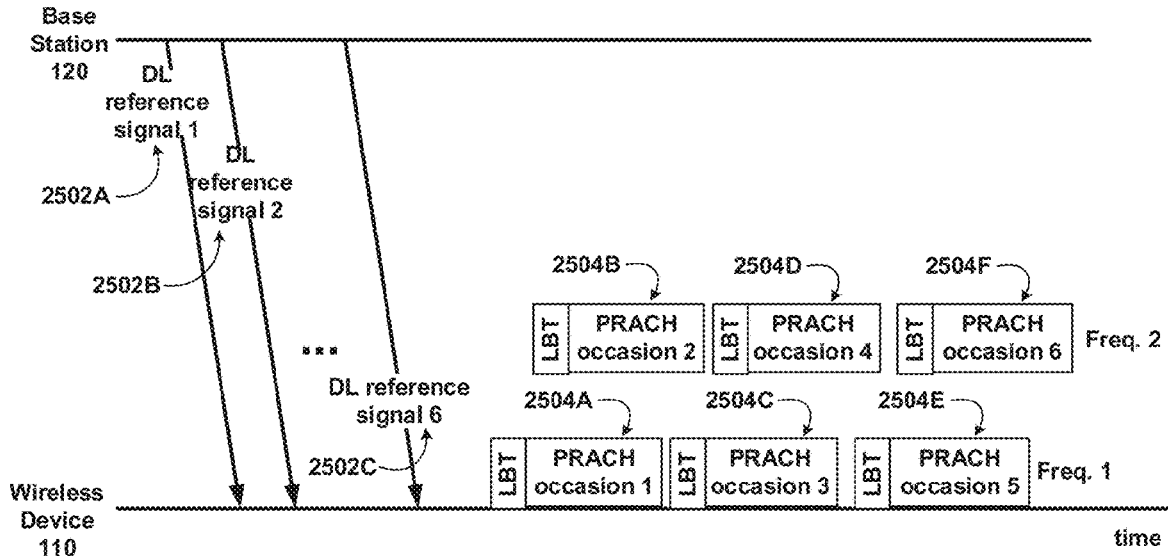 Base
Station
120
DL
reference
signal 1
2502A
DL
reference
signal 2
2502B
...
DL reference
signal 6
2502C
2504B
2504D
2504F
LBT
PRACH
occasion 2
LBT
PRACH
occasion 4
LBT
PRACH
occasion 6
Freq. 2
2504A
2504C
2504E
LBT
PRACH
occasion 1
LBT
PRACH
occasion 3
LBT
PRACH
occasion 5
Freq. 1
Wireless
Device
110
time